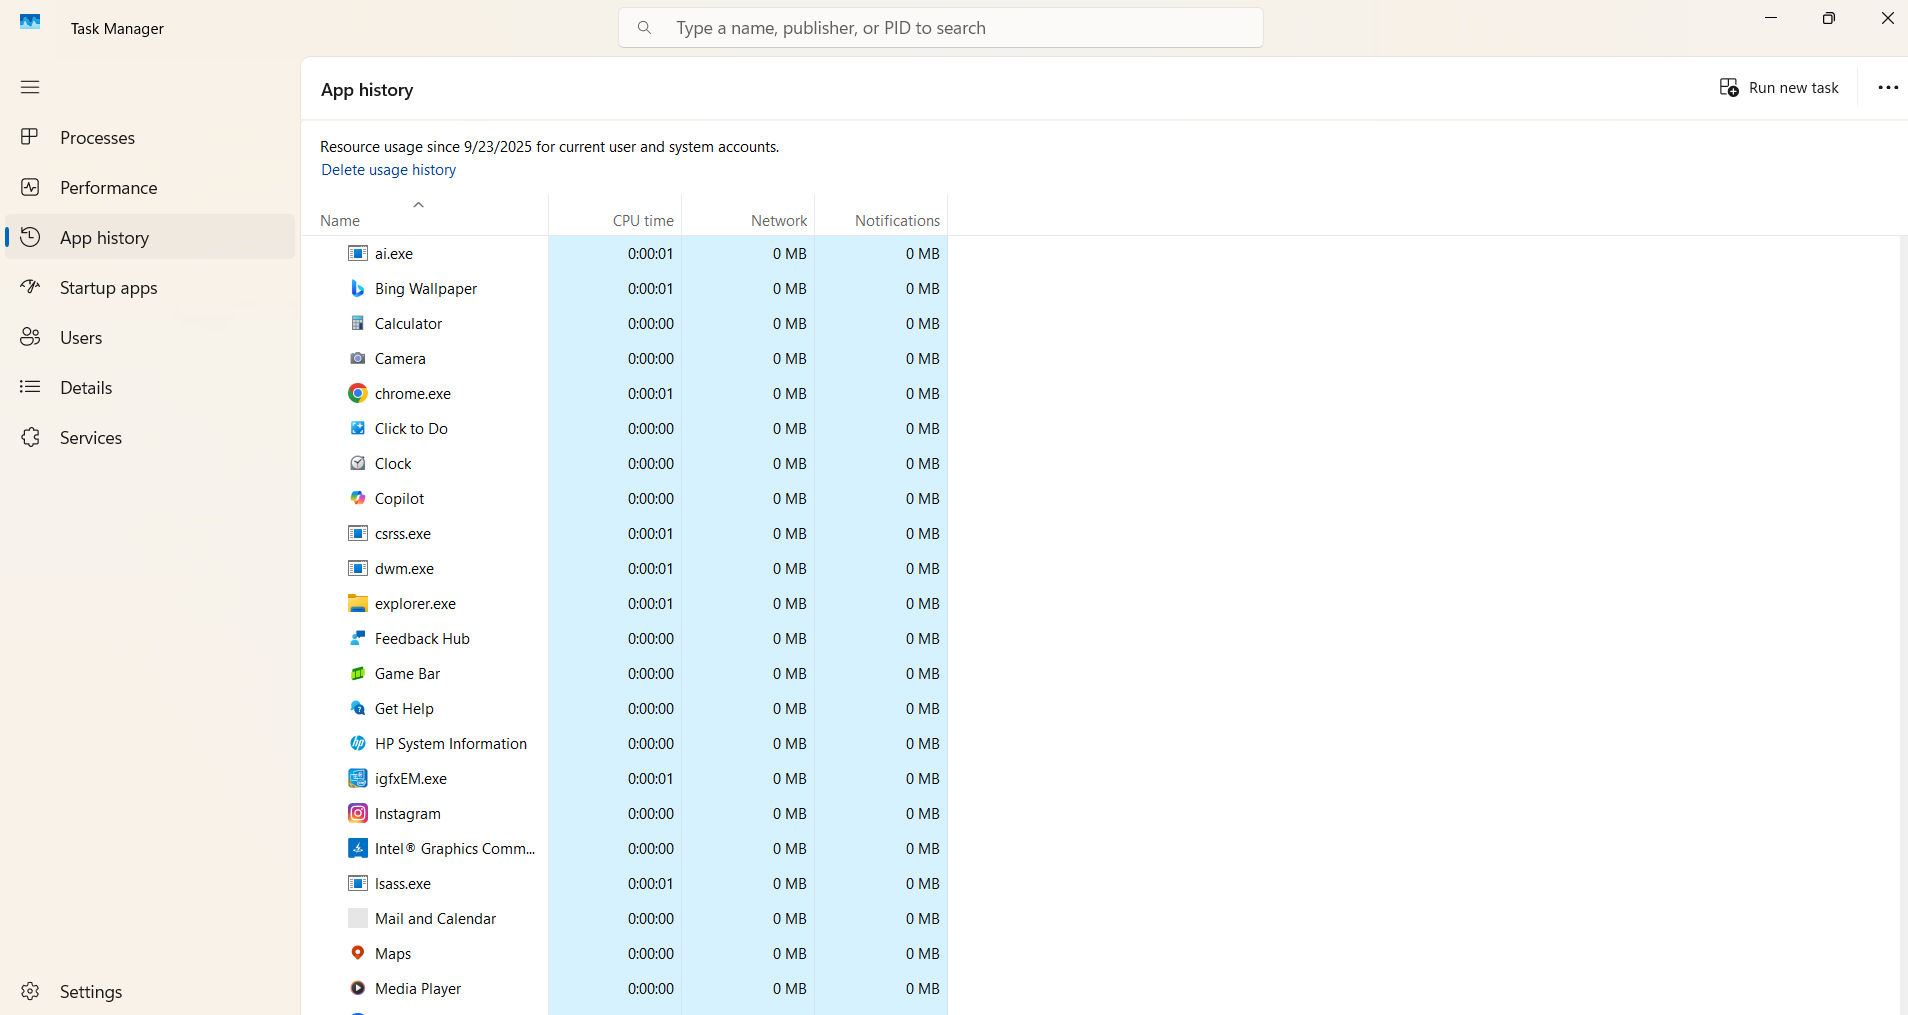 Task Manager
Type a name, publisher, or PID to search
App history
Run new task
Processes
Performance
App history
Startup apps
Users
Details
Services
Settings
Resource usage since 9/23/2025 for current user and system accounts.
Delete usage history
Name CPU time Network Notifications
ai.exe 0:00:01 0 MB 0 MB
Bing Wallpaper 0:00:01 0 MB 0 MB
Calculator 0:00:00 0 MB 0 MB
Camera 0:00:00 0 MB 0 MB
chrome.exe 0:00:01 0 MB 0 MB
Click to Do 0:00:00 0 MB 0 MB
Clock 0:00:00 0 MB 0 MB
Copilot 0:00:00 0 MB 0 MB
csrss.exe 0:00:01 0 MB 0 MB
dwm.exe 0:00:01 0 MB 0 MB
explorer.exe 0:00:01 0 MB 0 MB
Feedback Hub 0:00:00 0 MB 0 MB
Game Bar 0:00:00 0 MB 0 MB
Get Help 0:00:00 0 MB 0 MB
HP System Information 0:00:00 0 MB 0 MB
igfxEM.exe 0:00:01 0 MB 0 MB
Instagram 0:00:00 0 MB 0 MB
Intel® Graphics Comm... 0:00:00 0 MB 0 MB
lsass.exe 0:00:01 0 MB 0 MB
Mail and Calendar 0:00:00 0 MB 0 MB
Maps 0:00:00 0 MB 0 MB
Media Player 0:00:00 0 MB 0 MB